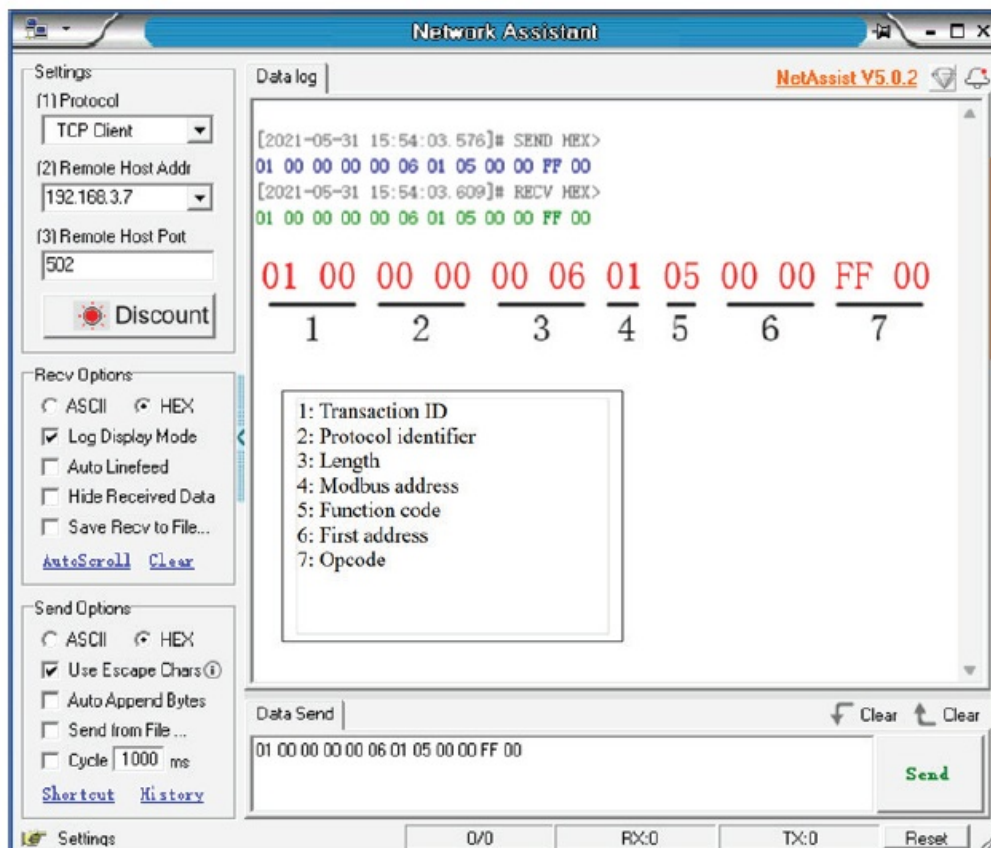 Network Assistant
Settings
(1) Protocol
TCP Client
(2) Remote Host Addr
192.168.3.7
(3) Remote Host Port
502
Discount
Recv Options
ASCII HEX
Log Display Mode
Auto Linefeed
Hide Received Data
Save Recv to File...
AutoScroll Clear
Send Options
ASCII HEX
Use Escape Chars
Auto Append Bytes
Send from File ...
Cycle 1000 ms
Shortcut History
Data log NetAssist V5.0.2
[2021-05-31 15:54:03.576]# SEND HEX>
01 00 00 00 00 06 01 05 00 00 FF 00
[2021-05-31 15:54:03.609]# RECV HEX>
01 00 00 00 00 06 01 05 00 00 FF 00
01 00 00 00 00 06 01 05 00 00 FF 00
1 2 3 4 5 6 7
1: Transaction ID
2: Protocol identifier
3: Length
4: Modbus address
5: Function code
6: First address
7: Opcode
Data Send Clear Clear
01 00 00 00 00 06 01 05 00 00 FF 00
Send
Settings 0/0 RX:0 TX:0 Reset